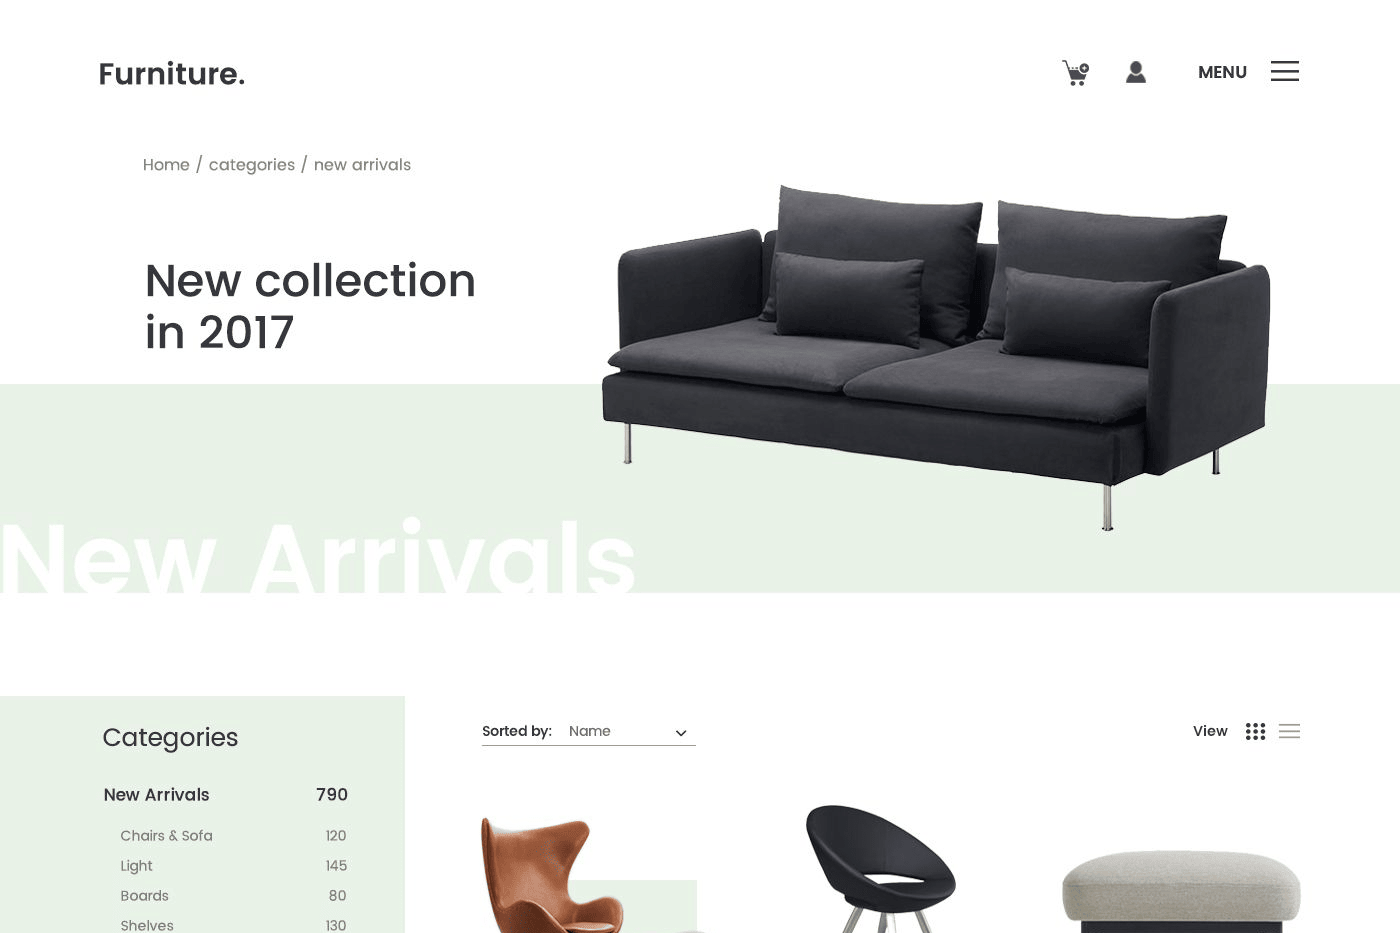 Furniture.
MENU
Home / categories / new arrivals
New collection
in 2017
New Arrivals
Categories
Sorted by: Name
View
New Arrivals 790
Chairs & Sofa 120
Light 145
Boards 80
Shelves 130